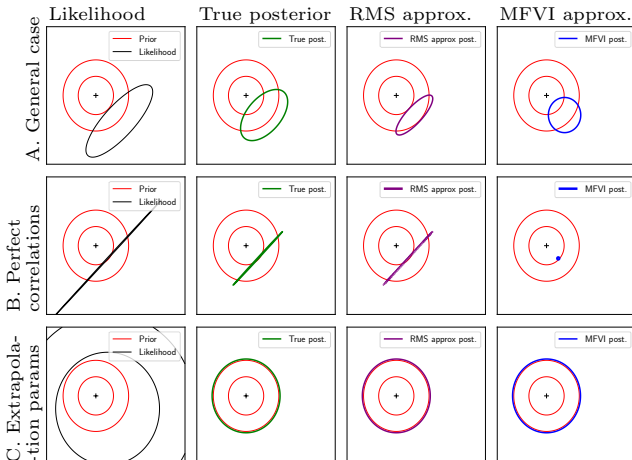 Likelihood
True posterior
RMS approx.
MFVI approx.
A. General case
Prior
Likelihood
True post.
RMS approx post.
MFVI post.
B. Perfect
correlations
Prior
Likelihood
True post.
RMS approx post.
MFVI post.
C. Extrapola-
-tion params
Prior
Likelihood
True post.
RMS approx post.
MFVI post.